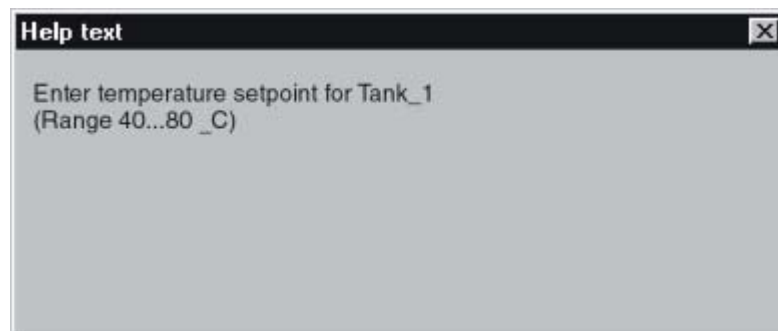 Help text
Enter temperature setpoint for Tank_1
(Range 40...80 _C)